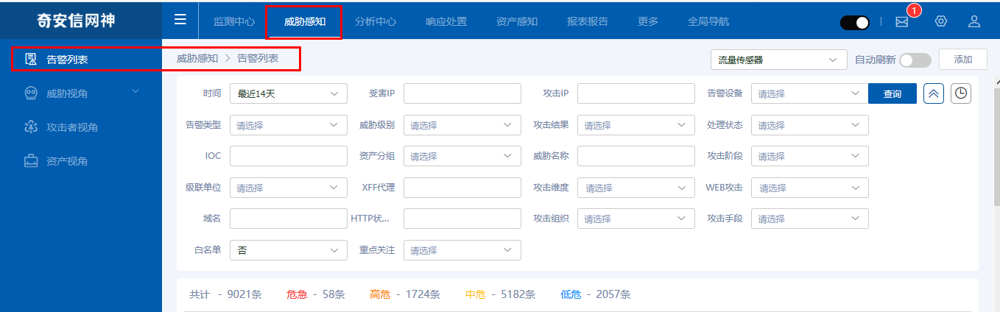 奇安信网神 监测中心 威胁感知 分析中心 响应处置 资产感知 报表报告 更多 全局导航 1
告警列表
威胁视角
攻击者视角
资产视角
威胁感知 > 告警列表 流量传感器 自动刷新 添加
时间 最近14天 受害IP 攻击IP 告警设备 请选择 查询
告警类型 请选择 威胁级别 请选择 攻击结果 请选择 处理状态 请选择
IOC 资产分组 请选择 威胁名称 攻击阶段 请选择
级联单位 请选择 XFF代理 攻击维度 请选择 WEB攻击 请选择
域名 HTTP状... 攻击组织 请选择 攻击手段 请选择
白名单 否 重点关注 请选择
共计 - 9021条 危急 - 58条 高危 - 1724条 中危 - 5182条 低危 - 2057条